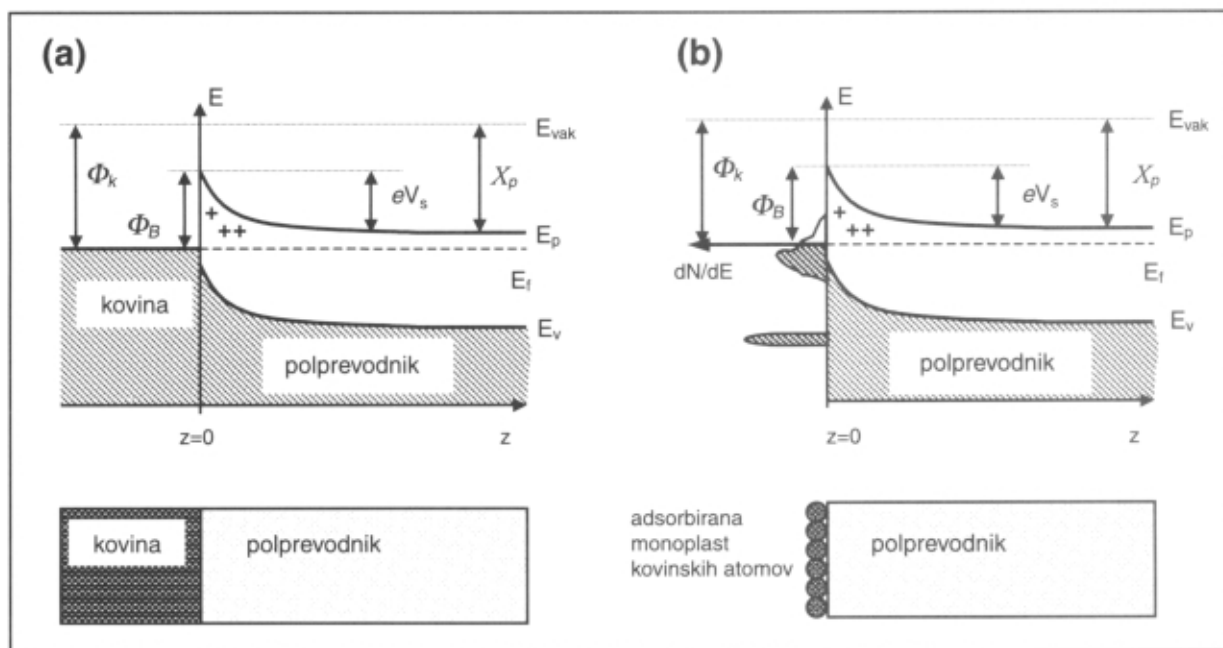 (a)
E
E_vak
Φ_k
Φ_B
eV_s
X_p
+
++
E_p
E_f
E_v
kovina
polprevodnik
z=0
z
kovina
polprevodnik
(b)
E
E_vak
Φ_k
Φ_B
eV_s
X_p
+
++
E_p
dN/dE
E_f
E_v
polprevodnik
z=0
z
adsorbirana
monoplast
kovinskih atomov
polprevodnik